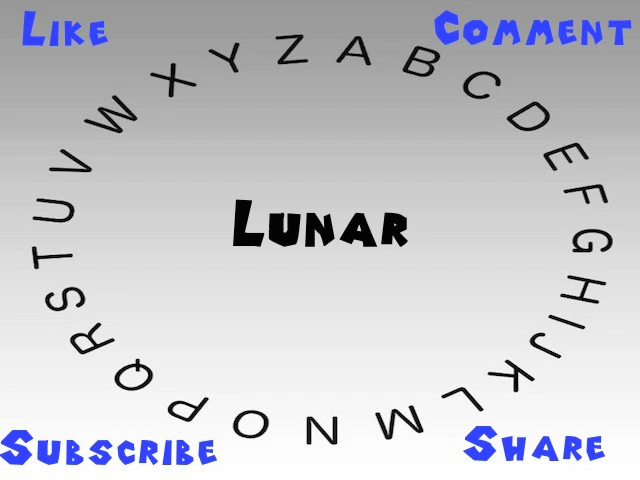 Like
Comment
A B C D E F G H I J K L M N O P Q R S T U V W X Y Z
Lunar
Subscribe
Share